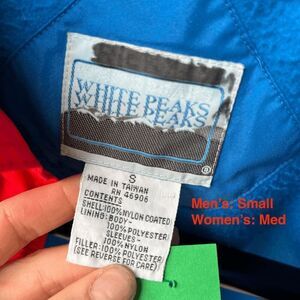 WHITE PEAKS
WHITE PEAKS
®
S
MADE IN TAIWAN
RN 46906
CONTENTS
SHELL:100%NYLON COATED
LINING: BODY-
100%POLYESTER
SLEEVES-
100%NYLON
FILLER:100%POLYESTER
(SEE REVERSE FOR CARE)
Men's: Small
Women's: Med